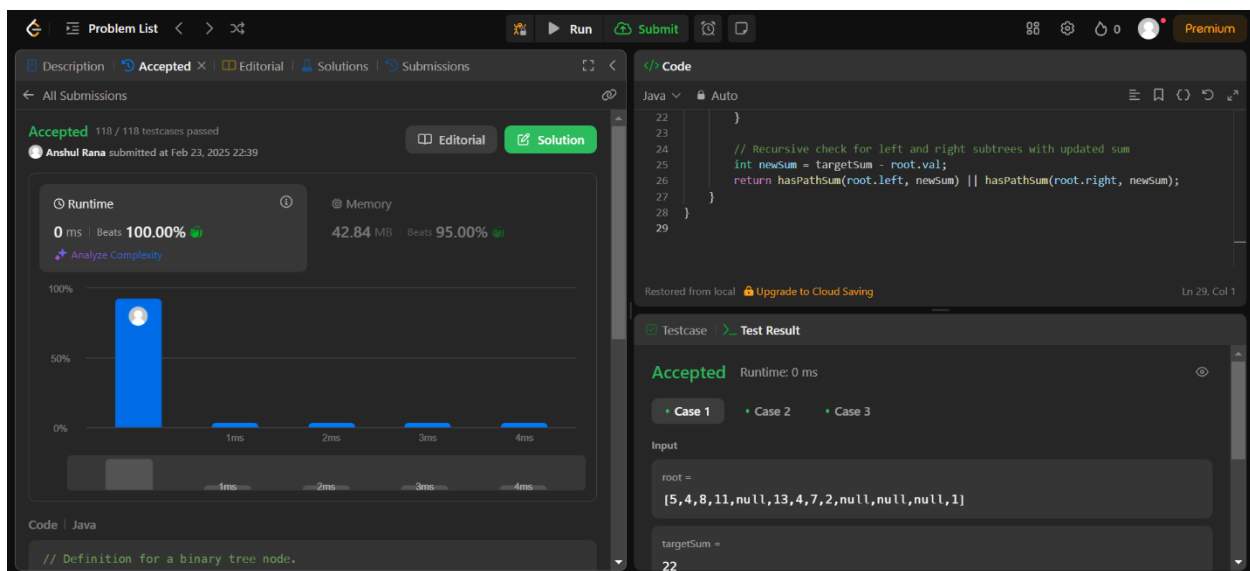 Problem List
Run
Submit
0
Premium
Description
Accepted
Editorial
Solutions
Submissions
All Submissions
Accepted 118 / 118 testcases passed
Anshul Rana submitted at Feb 23, 2025 22:39
Editorial
Solution
Runtime
0 ms Beats 100.00%
Analyze Complexity
Memory
42.84 MB Beats 95.00%
100%
50%
0%
1ms 2ms 3ms 4ms
1ms 2ms 3ms 4ms
Code Java
// Definition for a binary tree node.
</> Code
Java Auto
22 }
23
24 // Recursive check for left and right subtrees with updated sum
25 int newSum = targetSum - root.val;
26 return hasPathSum(root.left, newSum) || hasPathSum(root.right, newSum);
27 }
28 }
29
Restored from local Upgrade to Cloud Saving
Ln 29, Col 1
Testcase >_ Test Result
Accepted Runtime: 0 ms
• Case 1 • Case 2 • Case 3
Input
root =
[5,4,8,11,null,13,4,7,2,null,null,null,1]
targetSum =
22